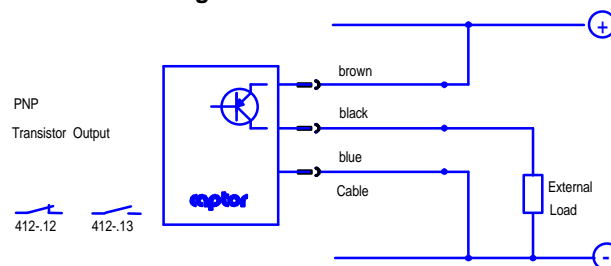 brown
PNP
black
Transistor Output
blue
captor
Cable
External
Load
412-.12
412-.13
+
-